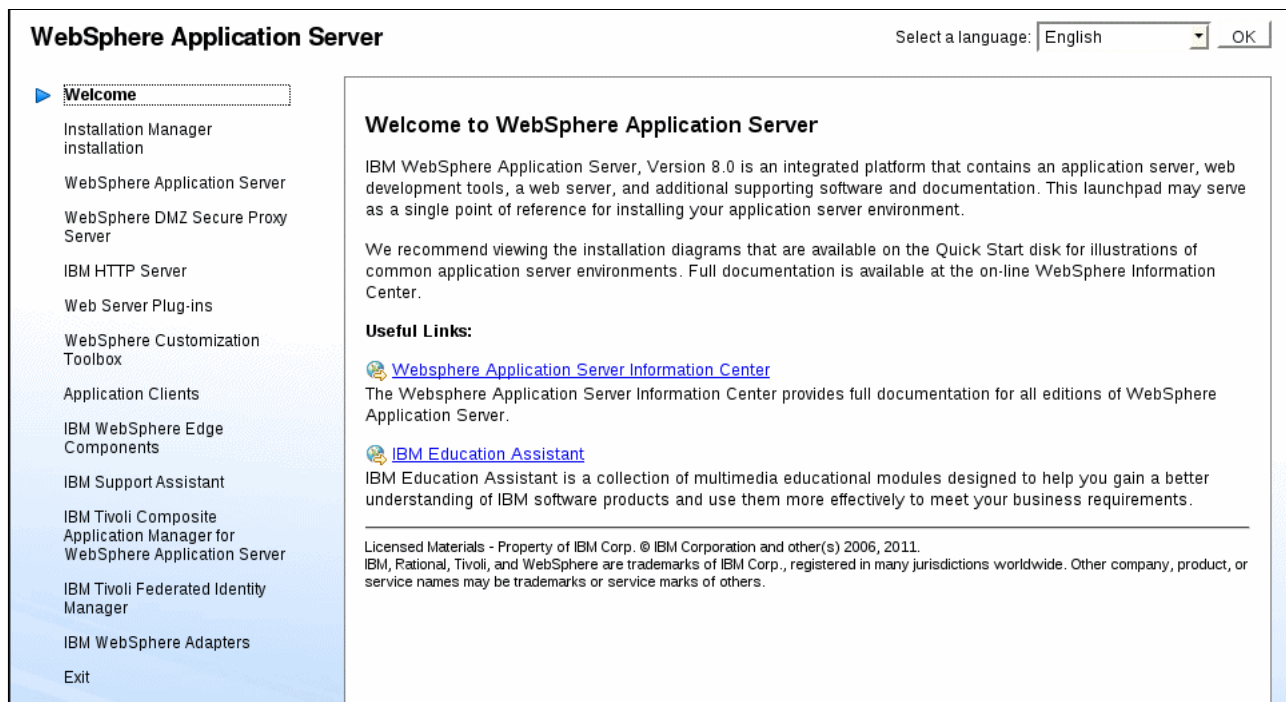 WebSphere Application Server
Select a language: English OK
Welcome
Installation Manager
installation
WebSphere Application Server
WebSphere DMZ Secure Proxy
Server
IBM HTTP Server
Web Server Plug-ins
WebSphere Customization
Toolbox
Application Clients
IBM WebSphere Edge
Components
IBM Support Assistant
IBM Tivoli Composite
Application Manager for
WebSphere Application Server
IBM Tivoli Federated Identity
Manager
IBM WebSphere Adapters
Exit
Welcome to WebSphere Application Server
IBM WebSphere Application Server, Version 8.0 is an integrated platform that contains an application server, web
development tools, a web server, and additional supporting software and documentation. This launchpad may serve
as a single point of reference for installing your application server environment.
We recommend viewing the installation diagrams that are available on the Quick Start disk for illustrations of
common application server environments. Full documentation is available at the on-line WebSphere Information
Center.
Useful Links:
Websphere Application Server Information Center
The Websphere Application Server Information Center provides full documentation for all editions of WebSphere
Application Server.
IBM Education Assistant
IBM Education Assistant is a collection of multimedia educational modules designed to help you gain a better
understanding of IBM software products and use them more effectively to meet your business requirements.
Licensed Materials - Property of IBM Corp. © IBM Corporation and other(s) 2006, 2011.
IBM, Rational, Tivoli, and WebSphere are trademarks of IBM Corp., registered in many jurisdictions worldwide. Other company, product, or
service names may be trademarks or service marks of others.